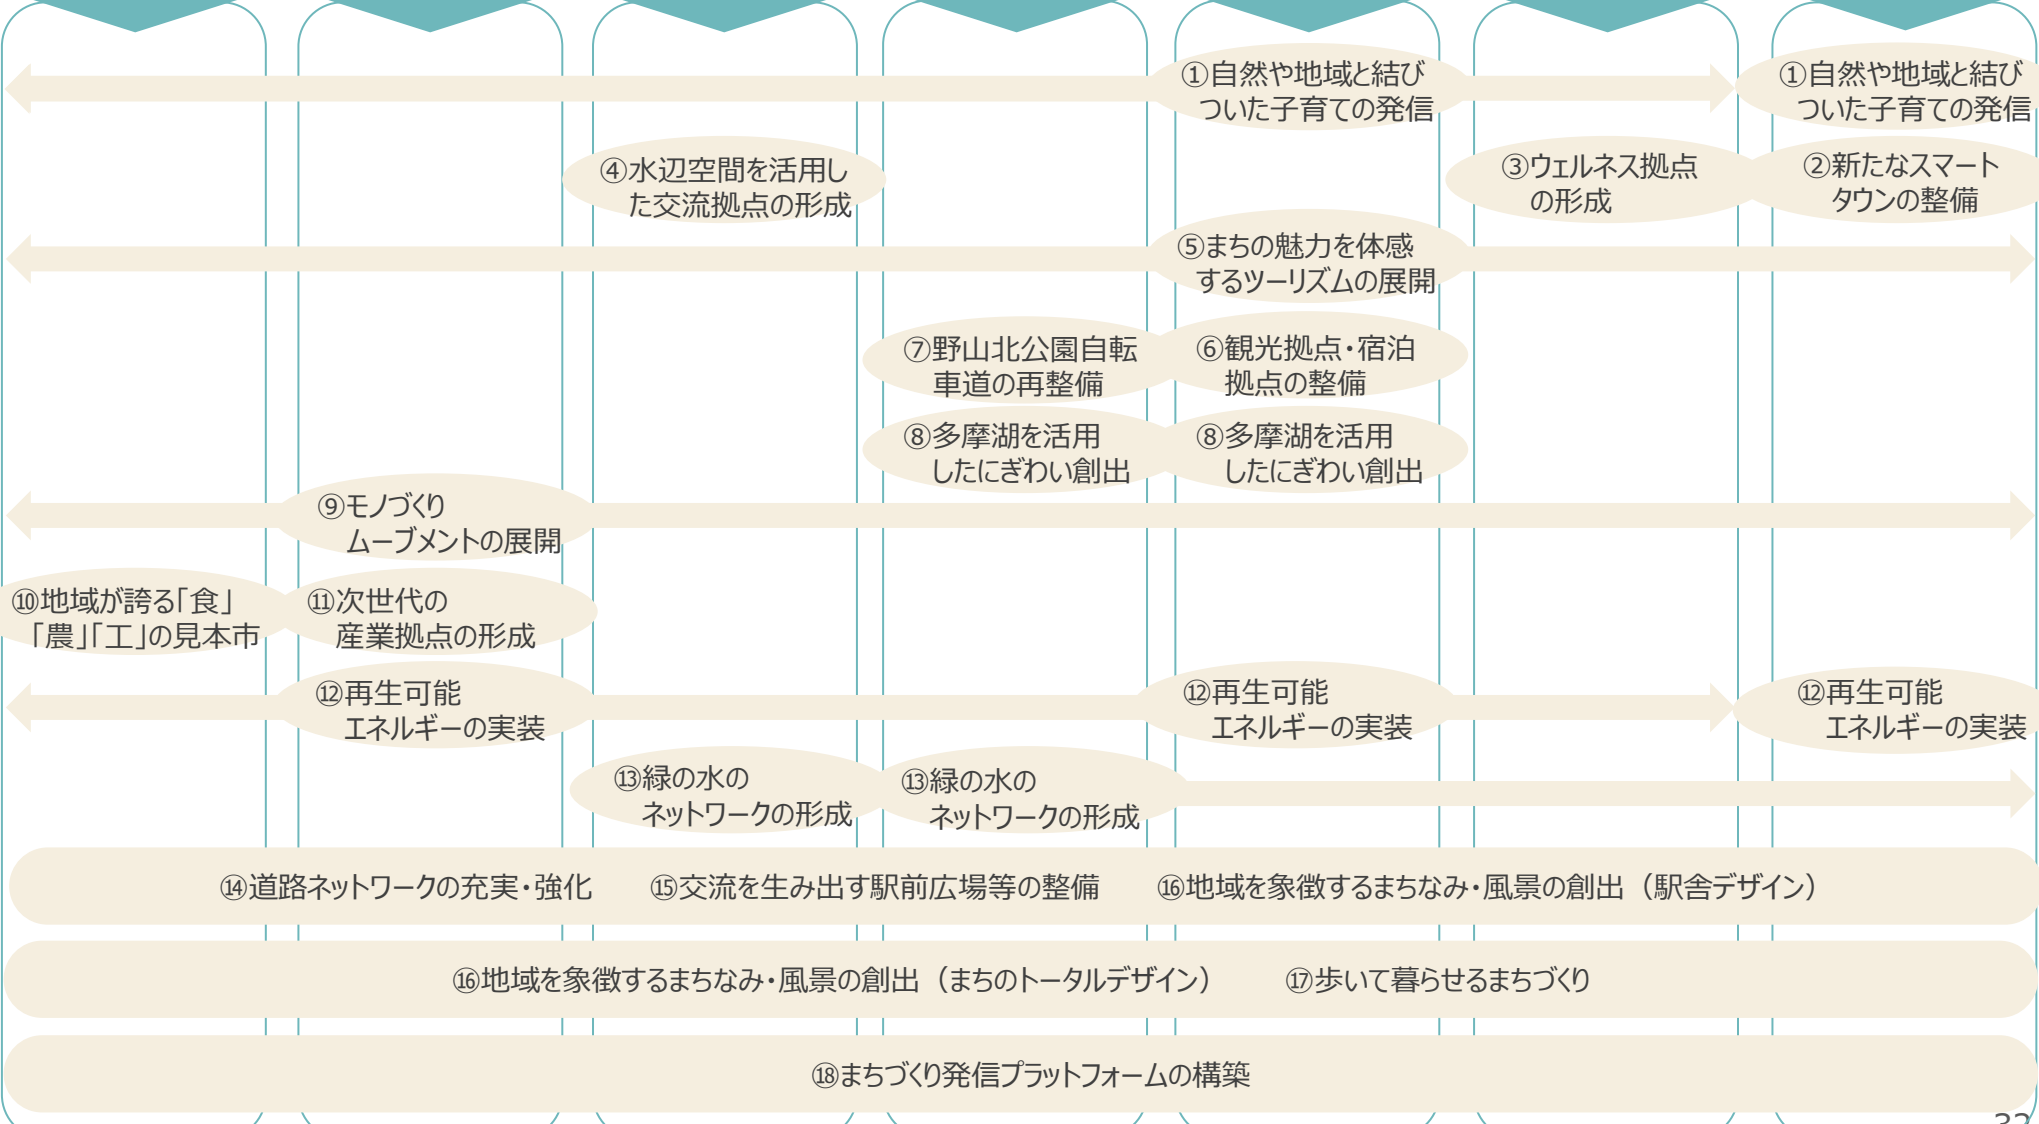 ①自然や地域と結び
ついた子育ての発信
①自然や地域と結び
ついた子育ての発信
④水辺空間を活用し
た交流拠点の形成
③ウェルネス拠点
の形成
②新たなスマート
タウンの整備
⑤まちの魅力を体感
するツーリズムの展開
⑦野山北公園自転
車道の再整備
⑥観光拠点・宿泊
拠点の整備
⑧多摩湖を活用
したにぎわい創出
⑧多摩湖を活用
したにぎわい創出
⑨モノづくり
ムーブメントの展開
⑩地域が誇る「食」
「農」「工」の見本市
⑪次世代の
産業拠点の形成
⑫再生可能
エネルギーの実装
⑫再生可能
エネルギーの実装
⑫再生可能
エネルギーの実装
⑬緑の水の
ネットワークの形成
⑬緑の水の
ネットワークの形成
⑭道路ネットワークの充実・強化 ⑮交流を生み出す駅前広場等の整備 ⑯地域を象徴するまちなみ・風景の創出（駅舎デザイン）
⑯地域を象徴するまちなみ・風景の創出（まちのトータルデザイン） ⑰歩いて暮らせるまちづくり
⑱まちづくり発信プラットフォームの構築